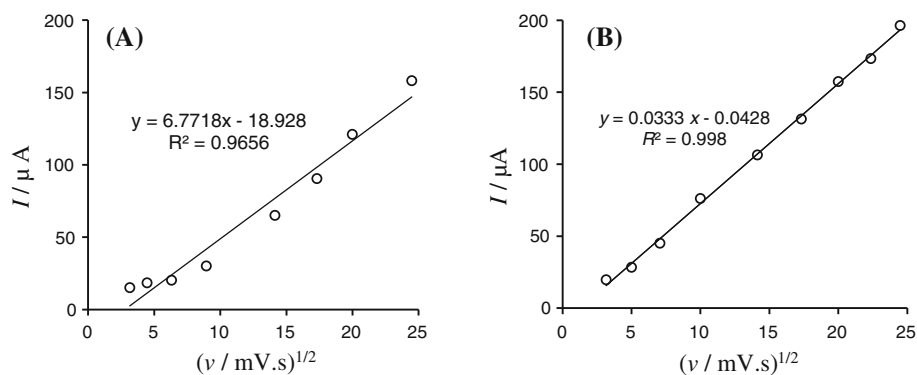 (A)
200
150
100
50
0
y = 6.7718x - 18.928
R² = 0.9656
I / µ A
0 5 10 15 20 25
(v / mV.s)^1/2
(B)
200
150
100
50
0
y = 0.0333 x - 0.0428
R² = 0.998
I / µ A
0 5 10 15 20 25
(v / mV.s)^1/2